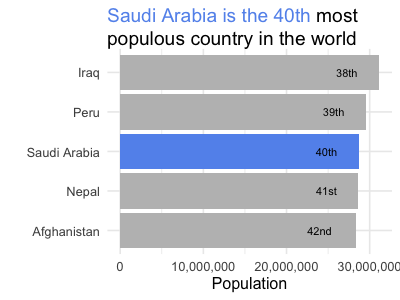 Saudi Arabia is the 40th most
populous country in the world
Iraq 38th
Peru 39th
Saudi Arabia 40th
Nepal 41st
Afghanistan 42nd
0 10,000,000 20,000,000 30,000,000
Population